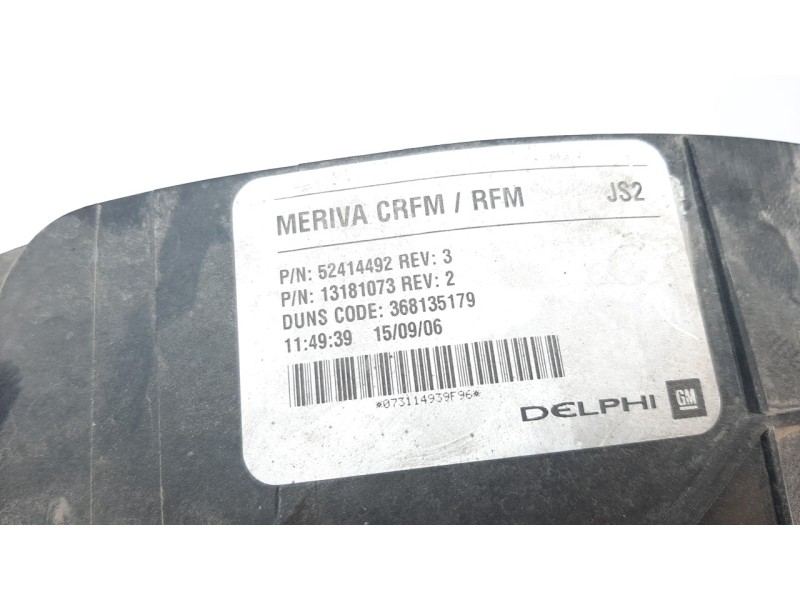 MERIVA CRFM / RFM JS2
P/N: 52414492 REV: 3
P/N: 13181073 REV: 2
DUNS CODE: 368135179
11:49:39 15/09/06
*073114939F96*
DELPHI GM